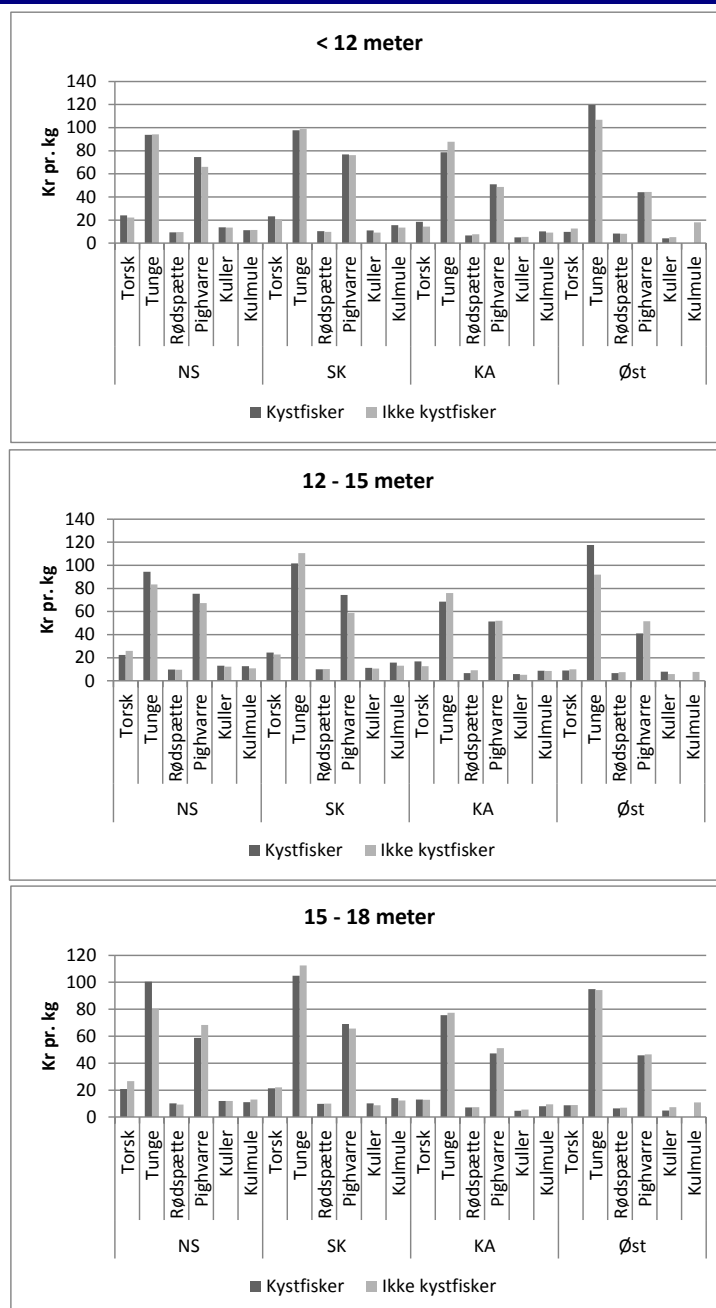 < 12 meter
Kr pr. kg
140
120
100
80
60
40
20
0
Torsk Tunge Rødspætte Pighvarre Kuller Kulmule Torsk Tunge Rødspætte Pighvarre Kuller Kulmule Torsk Tunge Rødspætte Pighvarre Kuller Kulmule Torsk Tunge Rødspætte Pighvarre Kuller Kulmule
NS SK KA Øst
Kystfisker Ikke kystfisker
12 - 15 meter
Kr pr. kg
140
120
100
80
60
40
20
0
Torsk Tunge Rødspætte Pighvarre Kuller Kulmule Torsk Tunge Rødspætte Pighvarre Kuller Kulmule Torsk Tunge Rødspætte Pighvarre Kuller Kulmule Torsk Tunge Rødspætte Pighvarre Kuller Kulmule
NS SK KA Øst
Kystfisker Ikke kystfisker
15 - 18 meter
Kr pr. kg
120
100
80
60
40
20
0
Torsk Tunge Rødspætte Pighvarre Kuller Kulmule Torsk Tunge Rødspætte Pighvarre Kuller Kulmule Torsk Tunge Rødspætte Pighvarre Kuller Kulmule Torsk Tunge Rødspætte Pighvarre Kuller Kulmule
NS SK KA Øst
Kystfisker Ikke kystfisker